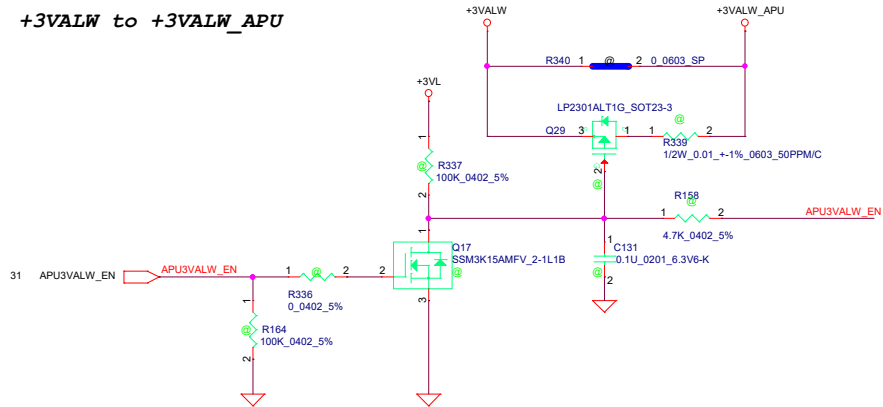 +3VALW to +3VALW_APU
+3VALW
+3VALW_APU
R340 1 @ 2 0_0603_SP
+3VL
LP2301ALT1G_SOT23-3
Q29 3 1 1 @ 2
R339
1/2W_0.01_+-1%_0603_50PPM/C
2
@
1
@ R337
100K_0402_5%
2
R158
1 @ 2 APU3VALW_EN
4.7K_0402_5%
1
Q17
SSM3K15AMFV_2-1L1B
@
1 C131
@ 0.1U_0201_6.3V6-K
2
31 APU3VALW_EN APU3VALW_EN 1 @ 2 2
R336
0_0402_5%
3
1
@ R164
100K_0402_5%
2